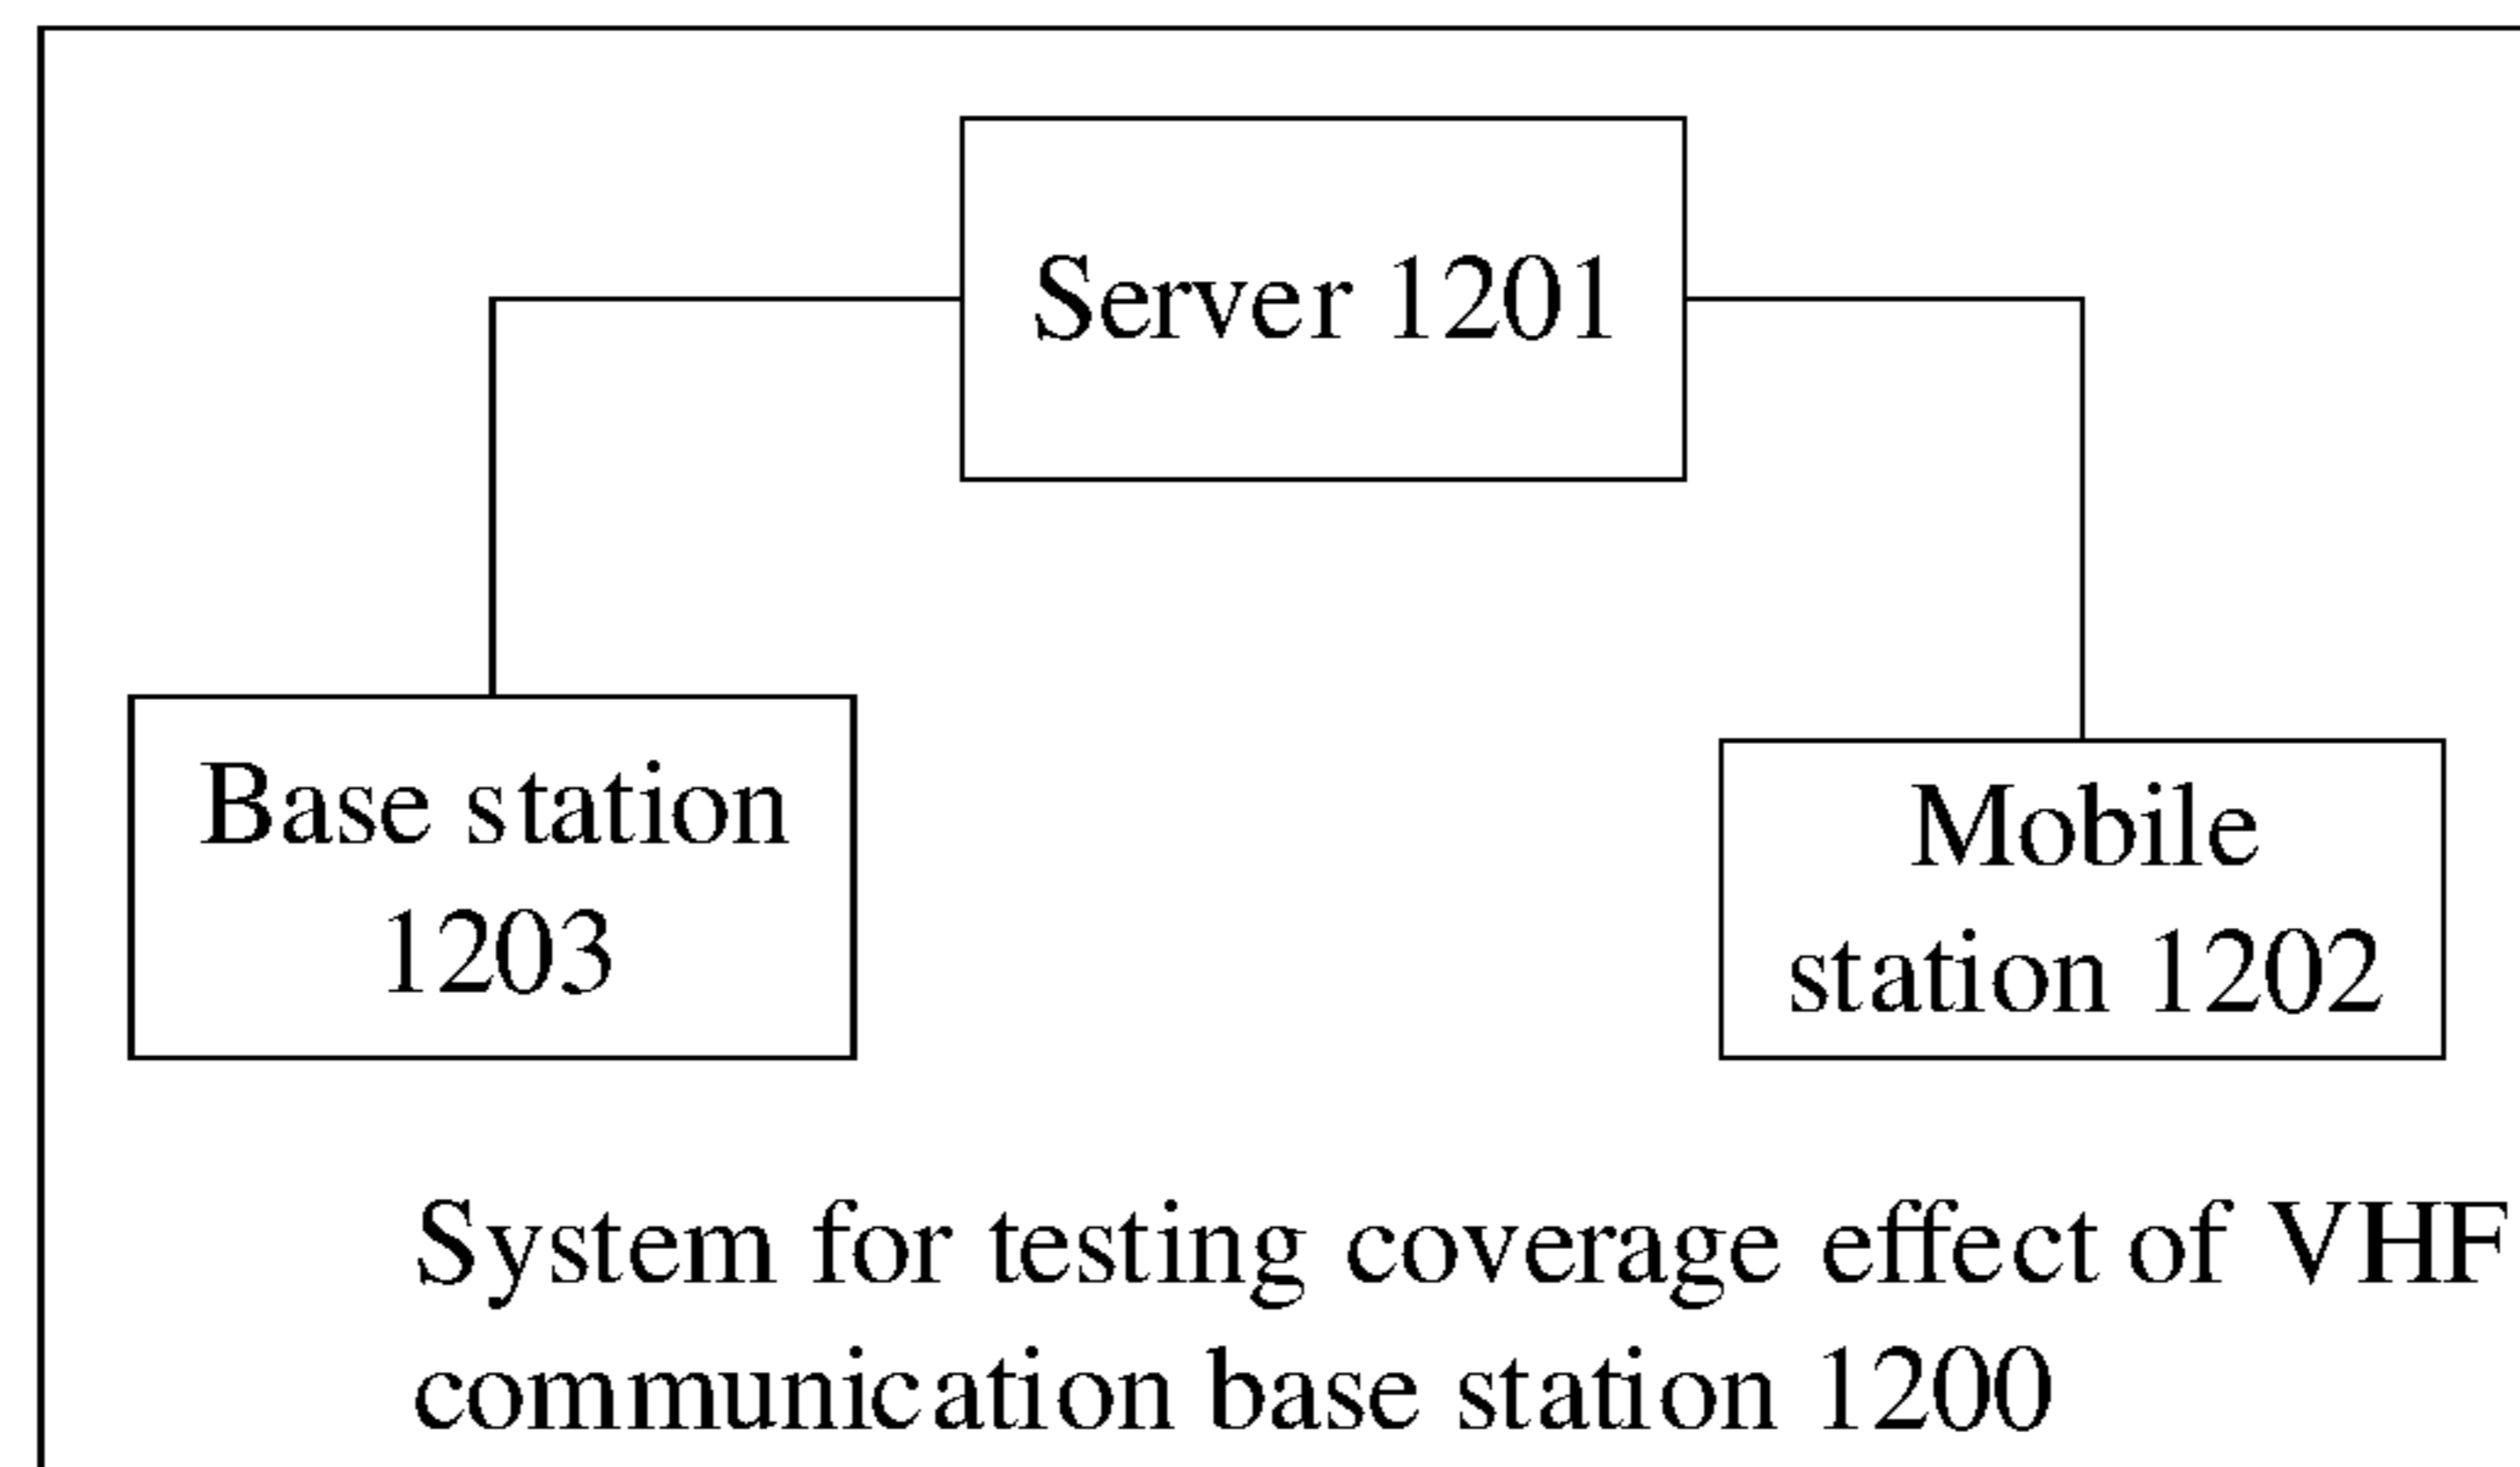 Server 1201
Base station
1203
Mobile
station 1202
System for testing coverage effect of VHF
communication base station 1200